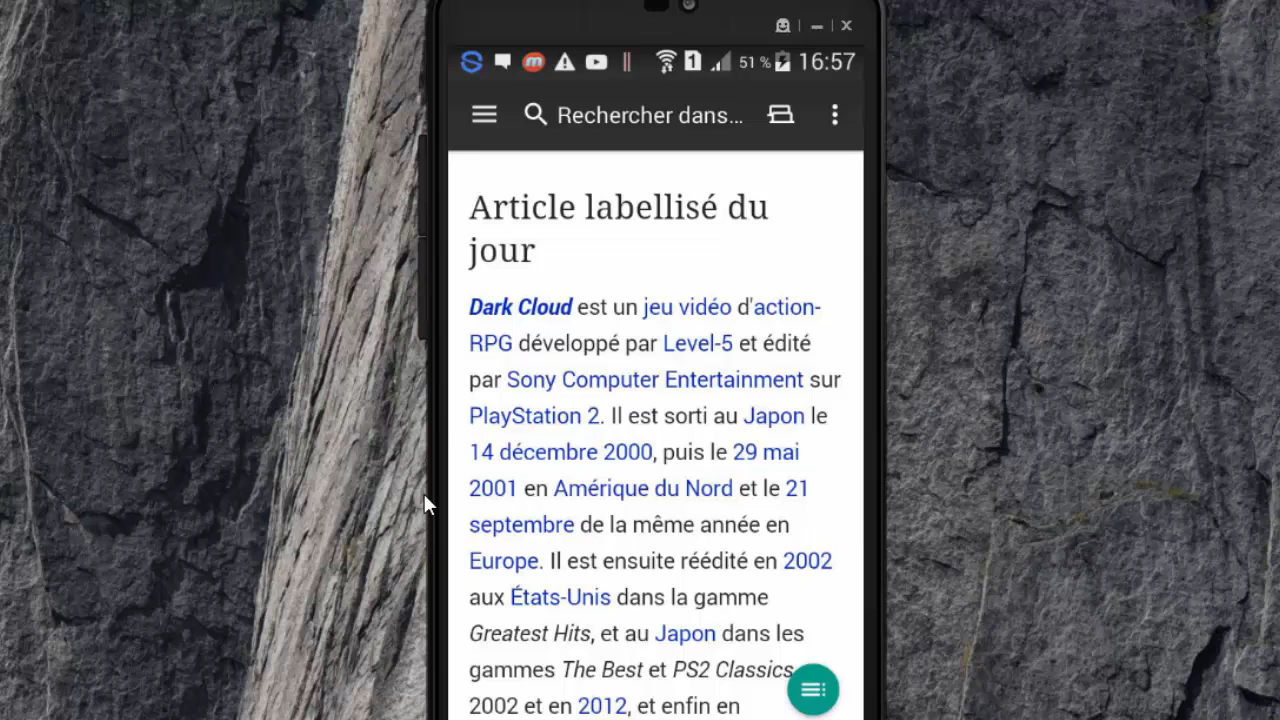 51 % 16:57
Rechercher dans...
Article labellisé du
jour
Dark Cloud est un jeu vidéo d'action-
RPG développé par Level-5 et édité
par Sony Computer Entertainment sur
PlayStation 2. Il est sorti au Japon le
14 décembre 2000, puis le 29 mai
2001 en Amérique du Nord et le 21
septembre de la même année en
Europe. Il est ensuite réédité en 2002
aux États-Unis dans la gamme
Greatest Hits, et au Japon dans les
gammes The Best et PS2 Classics
2002 et en 2012, et enfin en